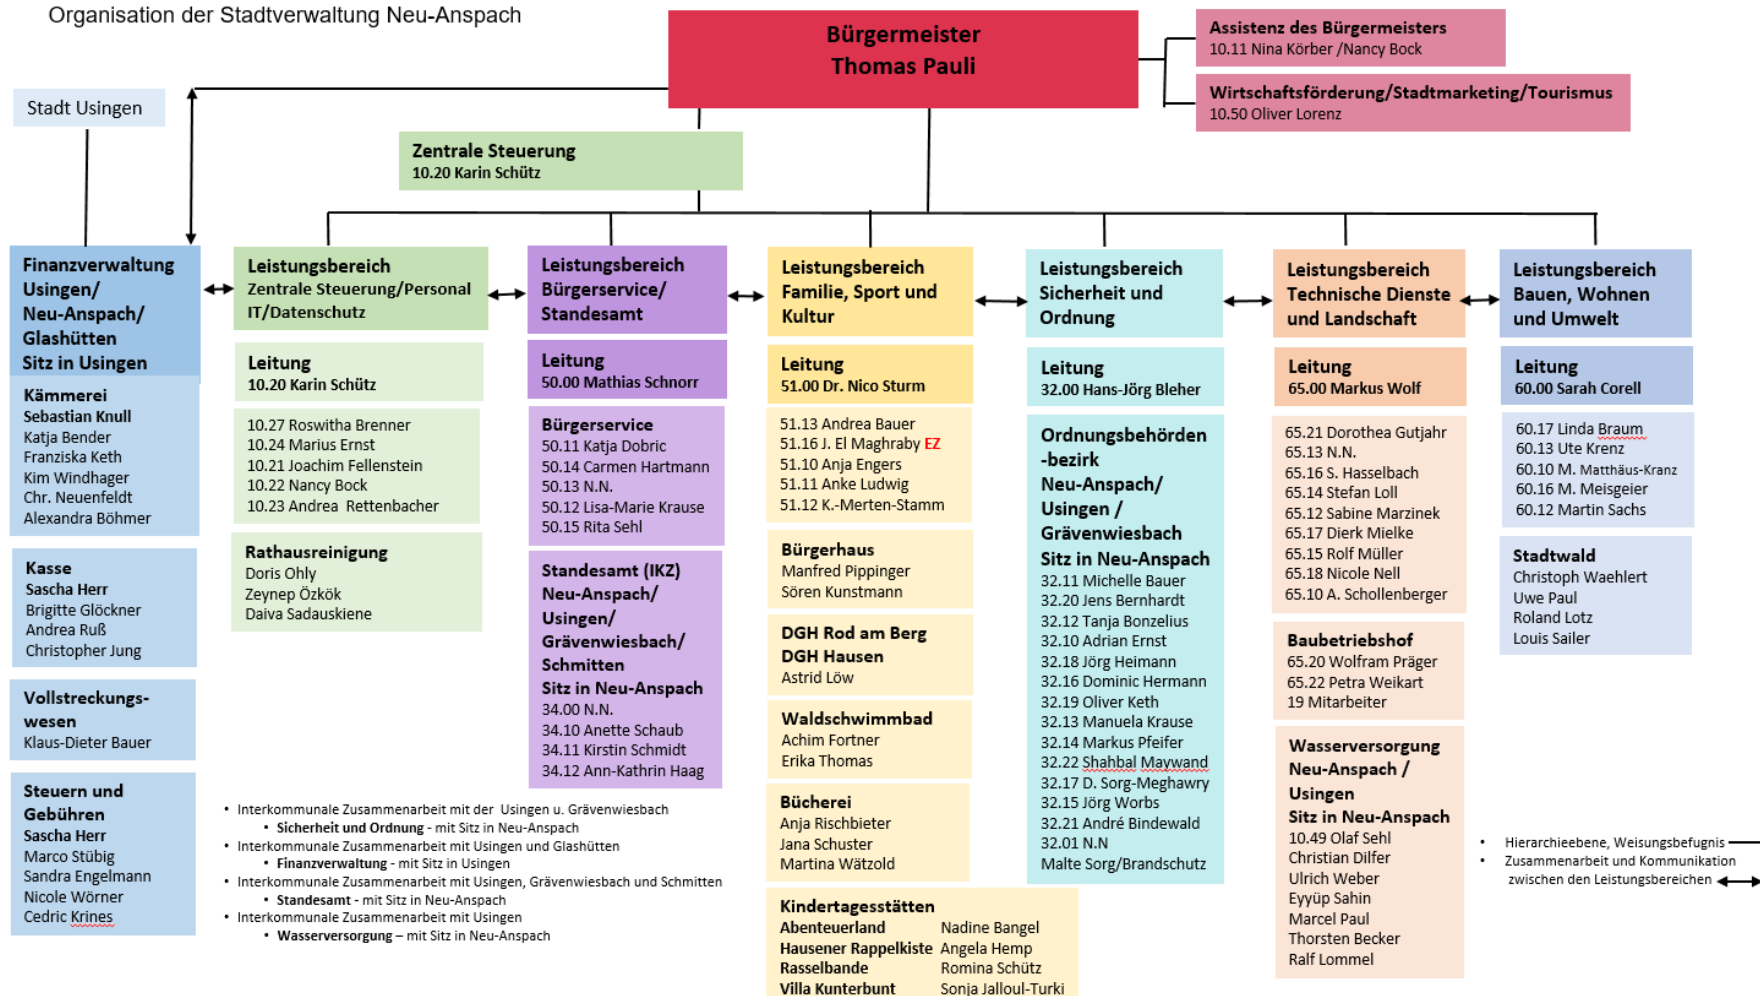 Organisation der Stadtverwaltung Neu-Anspach
Bürgermeister
Thomas Pauli
Assistenz des Bürgermeisters
10.11 Nina Körber /Nancy Bock
Wirtschaftsförderung/Stadtmarketing/Tourismus
10.50 Oliver Lorenz
Stadt Usingen
Zentrale Steuerung
10.20 Karin Schütz
Finanzverwaltung
Usingen/
Neu-Anspach/
Glashütten
Sitz in Usingen
Kämmerei
Sebastian Knull
Katja Bender
Franziska Keth
Kim Windhager
Chr. Neuenfeldt
Alexandra Böhmer
Kasse
Sascha Herr
Brigitte Glöckner
Andrea Ruß
Christopher Jung
Vollstreckungs-
wesen
Klaus-Dieter Bauer
Steuern und
Gebühren
Sascha Herr
Marco Stübig
Sandra Engelmann
Nicole Wörner
Cedric Krines
Leistungsbereich
Zentrale Steuerung/Personal
IT/Datenschutz
Leitung
10.20 Karin Schütz
10.27 Roswitha Brenner
10.24 Marius Ernst
10.21 Joachim Fellenstein
10.22 Nancy Bock
10.23 Andrea Rettenbacher
Rathausreinigung
Doris Ohly
Zeynep Özkök
Daiva Sadauskiene
Leistungsbereich
Bürgerservice/
Standesamt
Leitung
50.00 Mathias Schnorr
Bürgerservice
50.11 Katja Dobric
50.14 Carmen Hartmann
50.13 N.N.
50.12 Lisa-Marie Krause
50.15 Rita Sehl
Standesamt (IKZ)
Neu-Anspach/
Usingen/
Grävenwiesbach/
Schmitten
Sitz in Neu-Anspach
34.00 N.N.
34.10 Anette Schaub
34.11 Kirstin Schmidt
34.12 Ann-Kathrin Haag
Leistungsbereich
Familie, Sport und
Kultur
Leitung
51.00 Dr. Nico Sturm
51.13 Andrea Bauer
51.16 J. El Maghraby EZ
51.10 Anja Engers
51.11 Anke Ludwig
51.12 K.-Merten-Stamm
Bürgerhaus
Manfred Pippinger
Sören Kunstmann
DGH Rod am Berg
DGH Hausen
Astrid Löw
Waldschwimmbad
Achim Fortner
Erika Thomas
Bücherei
Anja Rischbieter
Jana Schuster
Martina Wätzold
Kindertagesstätten
Abenteuerland Nadine Bangel
Hausener Rappelkiste Angela Hemp
Rasselbande Romina Schütz
Villa Kunterbunt Sonja Jalloul-Turki
Leistungsbereich
Sicherheit und
Ordnung
Leitung
32.00 Hans-Jörg Bleher
Ordnungsbehörden
-bezirk
Neu-Anspach/
Usingen /
Grävenwiesbach
Sitz in Neu-Anspach
32.11 Michelle Bauer
32.20 Jens Bernhardt
32.12 Tanja Bonzelius
32.10 Adrian Ernst
32.18 Jörg Heimann
32.16 Dominic Hermann
32.19 Oliver Keth
32.13 Manuela Krause
32.14 Markus Pfeifer
32.22 Shahbal Maywand
32.17 D. Sorg-Meghawry
32.15 Jörg Worbs
32.21 André Bindewald
32.01 N.N
Malte Sorg/Brandschutz
Leistungsbereich
Technische Dienste
und Landschaft
Leitung
65.00 Markus Wolf
65.21 Dorothea Gutjahr
65.13 N.N.
65.16 S. Hasselbach
65.14 Stefan Loll
65.12 Sabine Marzinek
65.17 Dierk Mielke
65.15 Rolf Müller
65.18 Nicole Nell
65.10 A. Schollenberger
Baubetriebshof
65.20 Wolfram Präger
65.22 Petra Weikart
19 Mitarbeiter
Wasserversorgung
Neu-Anspach /
Usingen
Sitz in Neu-Anspach
10.49 Olaf Sehl
Christian Dilfer
Ulrich Weber
Eyyüp Sahin
Marcel Paul
Thorsten Becker
Ralf Lommel
Leistungsbereich
Bauen, Wohnen
und Umwelt
Leitung
60.00 Sarah Corell
60.17 Linda Braum
60.13 Ute Krenz
60.10 M. Matthäus-Kranz
60.16 M. Meisgeier
60.12 Martin Sachs
Stadtwald
Christoph Waehlert
Uwe Paul
Roland Lotz
Louis Sailer
• Interkommunale Zusammenarbeit mit der Usingen u. Grävenwiesbach
• Sicherheit und Ordnung - mit Sitz in Neu-Anspach
• Interkommunale Zusammenarbeit mit Usingen und Glashütten
• Finanzverwaltung - mit Sitz in Usingen
• Interkommunale Zusammenarbeit mit Usingen, Grävenwiesbach und Schmitten
• Standesamt - mit Sitz in Neu-Anspach
• Interkommunale Zusammenarbeit mit Usingen
• Wasserversorgung – mit Sitz in Neu-Anspach
• Hierarchieebene, Weisungsbefugnis
• Zusammenarbeit und Kommunikation
zwischen den Leistungsbereichen